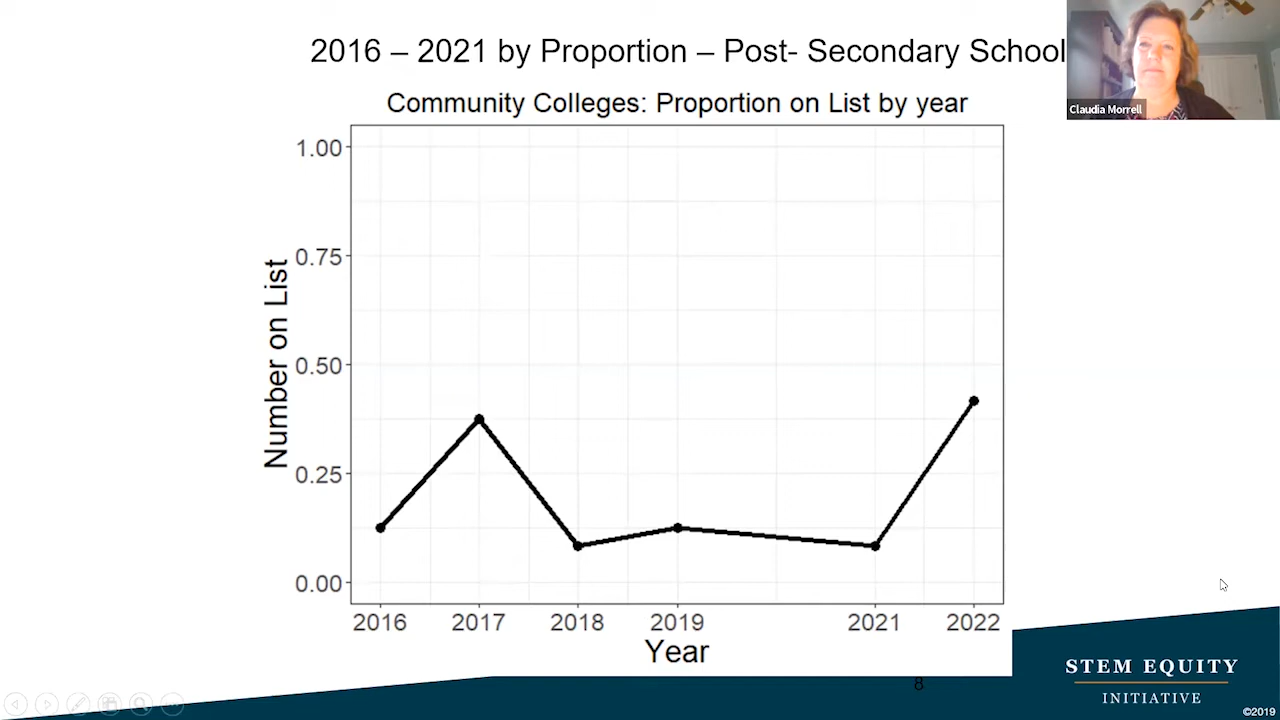 2016 – 2021 by Proportion – Post- Secondary School
Claudia Morrell
Community Colleges: Proportion on List by year
1.00
0.75
0.50
0.25
0.00
Number on List
2016 2017 2018 2019 2021 2022
Year
8
STEM EQUITY
INITIATIVE
©2019